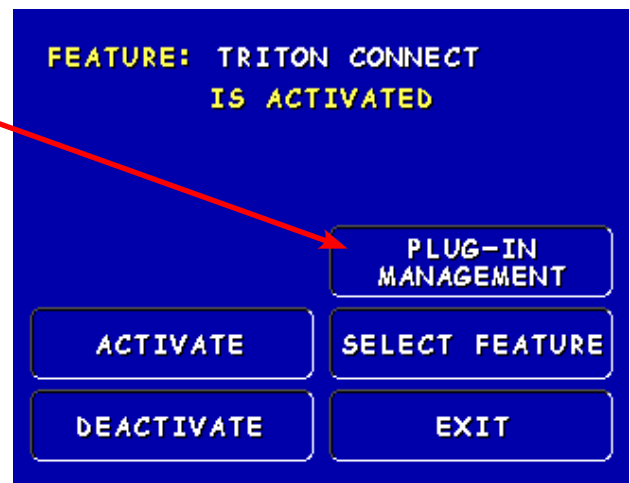 FEATURE: TRITON CONNECT
IS ACTIVATED
PLUG-IN
MANAGEMENT
ACTIVATE
SELECT FEATURE
DEACTIVATE
EXIT